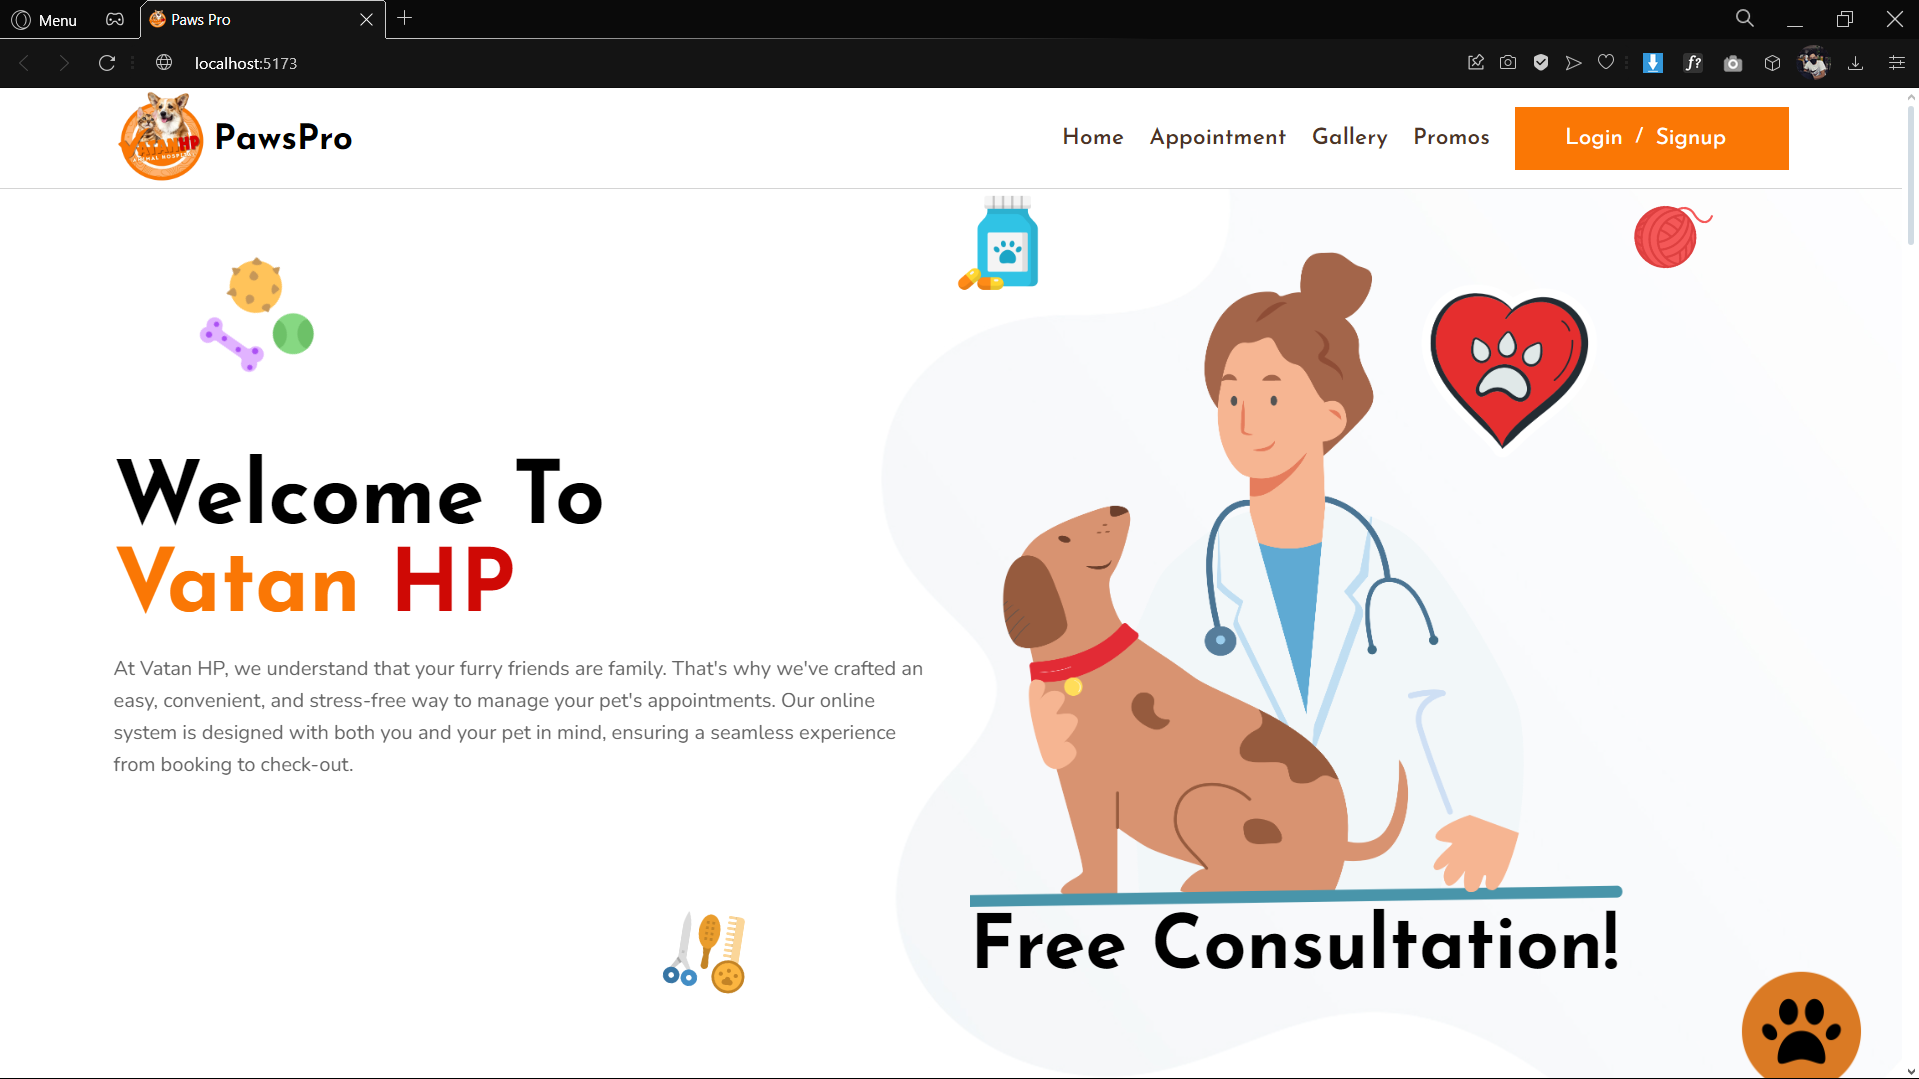 Menu
Paws Pro
localhost:5173
f?
VATANHP
ANIMAL HOSPITAL
PawsPro
Home Appointment Gallery Promos Login / Signup
Welcome To
Vatan HP
At Vatan HP, we understand that your furry friends are family. That's why we've crafted an
easy, convenient, and stress-free way to manage your pet's appointments. Our online
system is designed with both you and your pet in mind, ensuring a seamless experience
from booking to check-out.
Free Consultation!